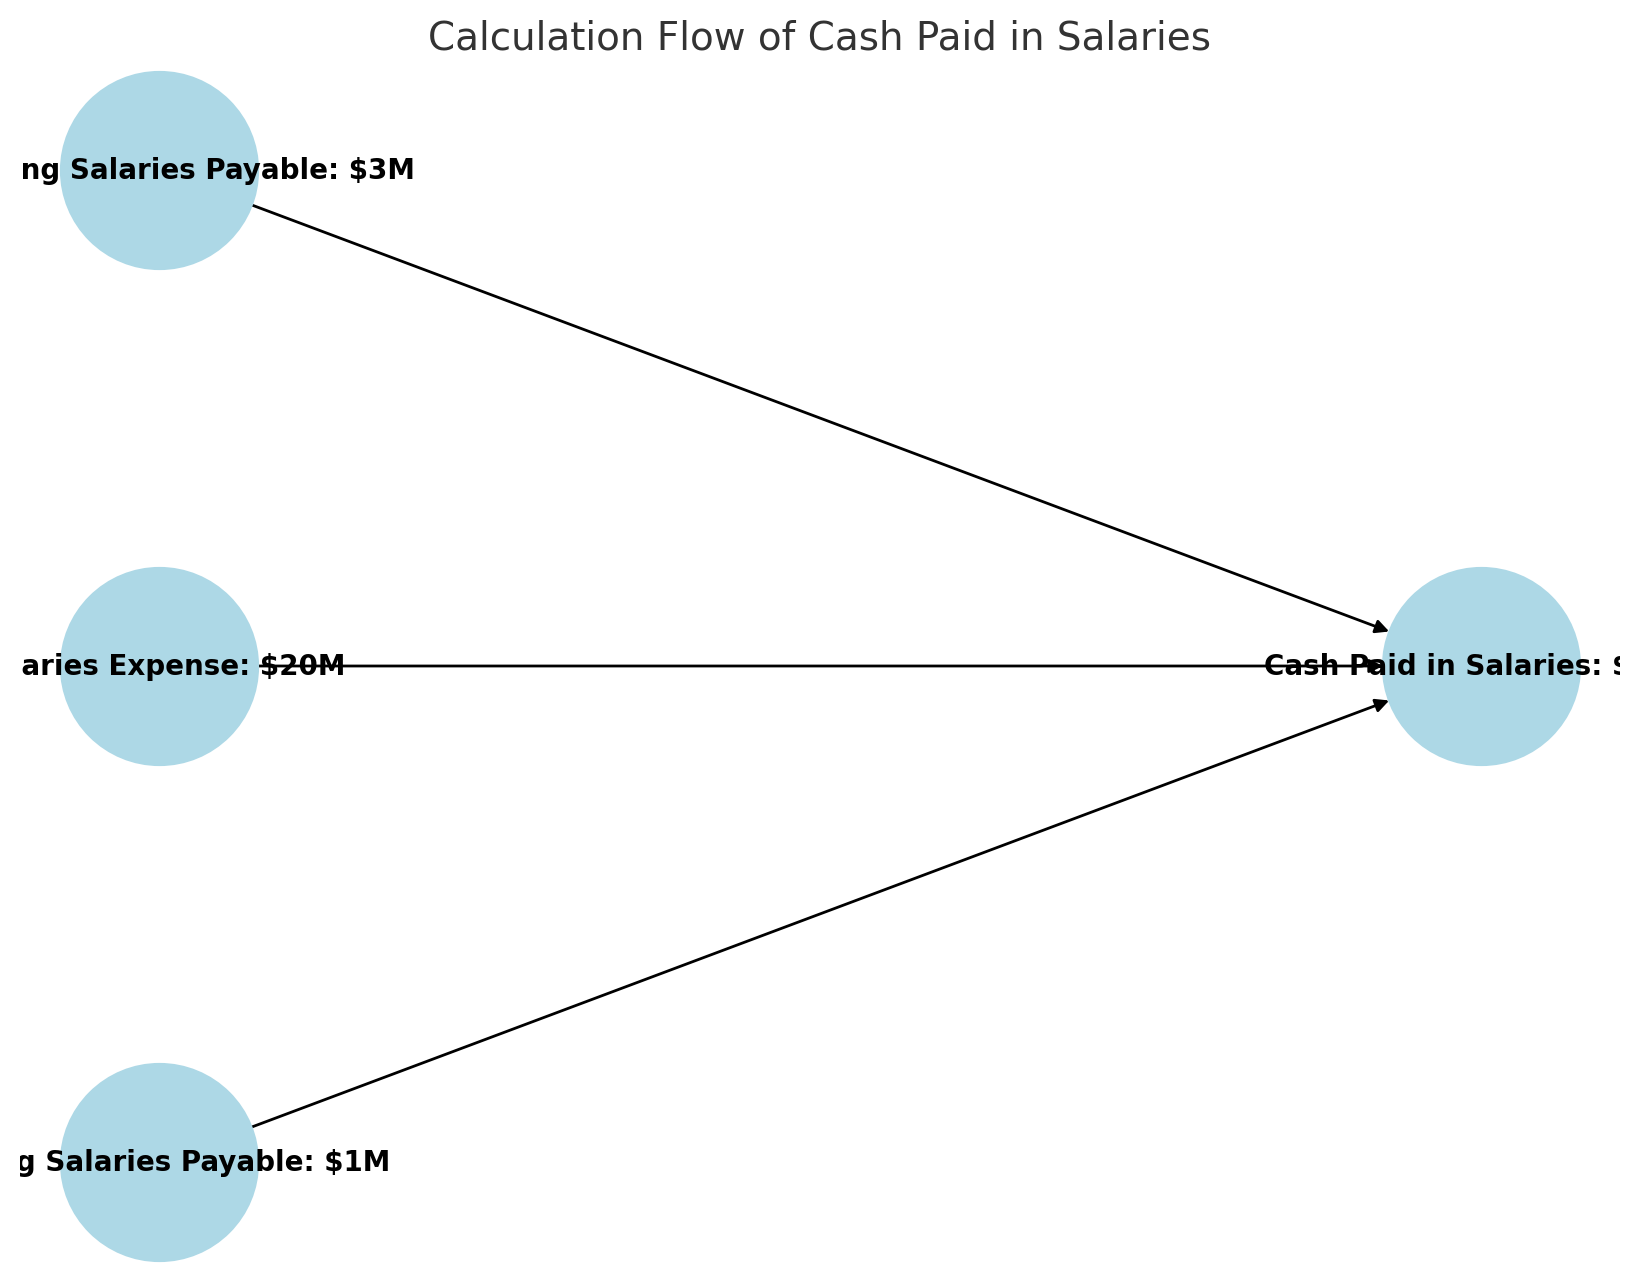 Calculation Flow of Cash Paid in Salaries
ng Salaries Payable: $3M
aries Expense: $20M
Cash Paid in Salaries: $
g Salaries Payable: $1M